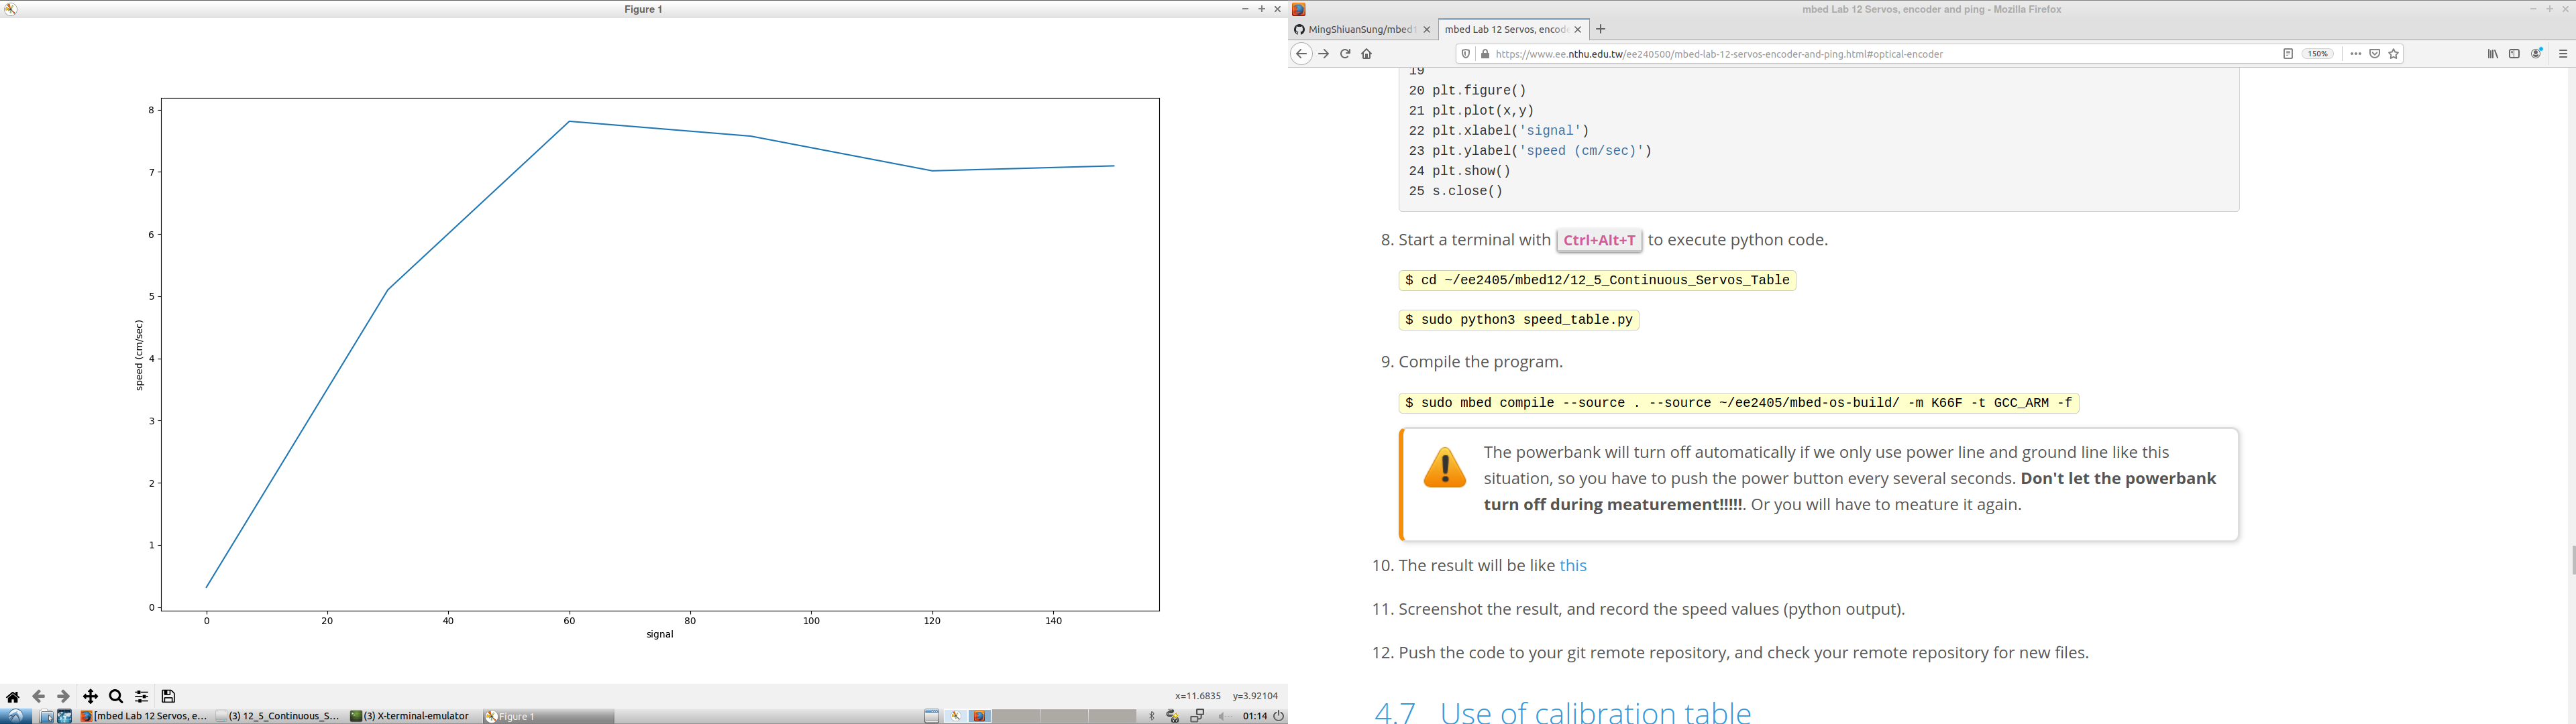 Figure 1
8
7
6
5
4
3
2
1
0
speed (cm/sec)
0 20 40 60 80 100 120 140
signal
x=11.6835 y=3.92104
[mbed Lab 12 Servos, e...
(3) 12_5_Continuous_S...
(3) X-terminal-emulator
Figure 1
01:14
mbed Lab 12 Servos, encoder and ping - Mozilla Firefox
MingShiuanSung/mbed1
mbed Lab 12 Servos, encode
https://www.ee.nthu.edu.tw/ee240500/mbed-lab-12-servos-encoder-and-ping.html#optical-encoder
150%
19
20 plt.figure()
21 plt.plot(x,y)
22 plt.xlabel('signal')
23 plt.ylabel('speed (cm/sec)')
24 plt.show()
25 s.close()
8. Start a terminal with Ctrl+Alt+T to execute python code.
$ cd ~/ee2405/mbed12/12_5_Continuous_Servos_Table
$ sudo python3 speed_table.py
9. Compile the program.
$ sudo mbed compile --source . --source ~/ee2405/mbed-os-build/ -m K66F -t GCC_ARM -f
The powerbank will turn off automatically if we only use power line and ground line like this
situation, so you have to push the power button every several seconds. Don't let the powerbank
turn off during meaturement!!!!!. Or you will have to meature it again.
10. The result will be like this
11. Screenshot the result, and record the speed values (python output).
12. Push the code to your git remote repository, and check your remote repository for new files.
4.7 Use of calibration table